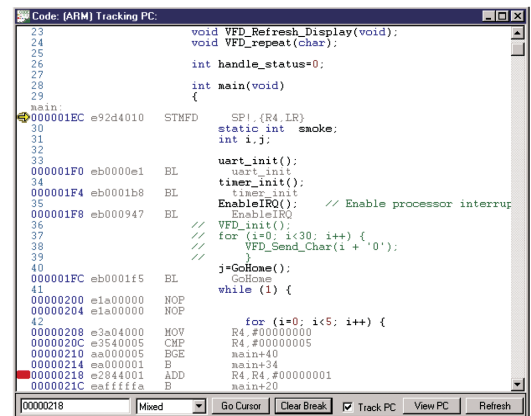 Code: (ARM) Tracking PC:
23 void VFD_Refresh_Display(void);
24 void VFD_repeat(char);
25
26 int handle_status=0;
27
28 int main(void)
29 {
main:
000001EC e92d4010 STMFD SP!,{R4,LR}
30 static int smoke;
31 int i,j;
32
33 uart_init();
000001F0 eb0000e1 BL uart_init
34 timer_init();
000001F4 eb0001b8 BL timer_init
35 EnableIRQ(); // Enable processor interrup
000001F8 eb000947 BL EnableIRQ
36 // VFD_init();
37 // for (i=0; i<30; i++) {
38 // VFD_Send_Char(i + '0');
39 // }
40 j=GoHome();
000001FC eb0001f5 BL GoHome
41 while (1) {
00000200 e1a00000 NOP
00000204 e1a00000 NOP
42 for (i=0; i<5; i++) {
00000208 e3a04000 MOV R4,#00000000
0000020C e3540005 CMP R4,#00000005
00000210 aa000005 BGE main+40
00000214 ea000001 B main+34
00000218 e2844001 ADD R4,R4,#00000001
0000021C eafffffa B main+20
00000218 Mixed Go Cursor Clear Break Track PC View PC Refresh